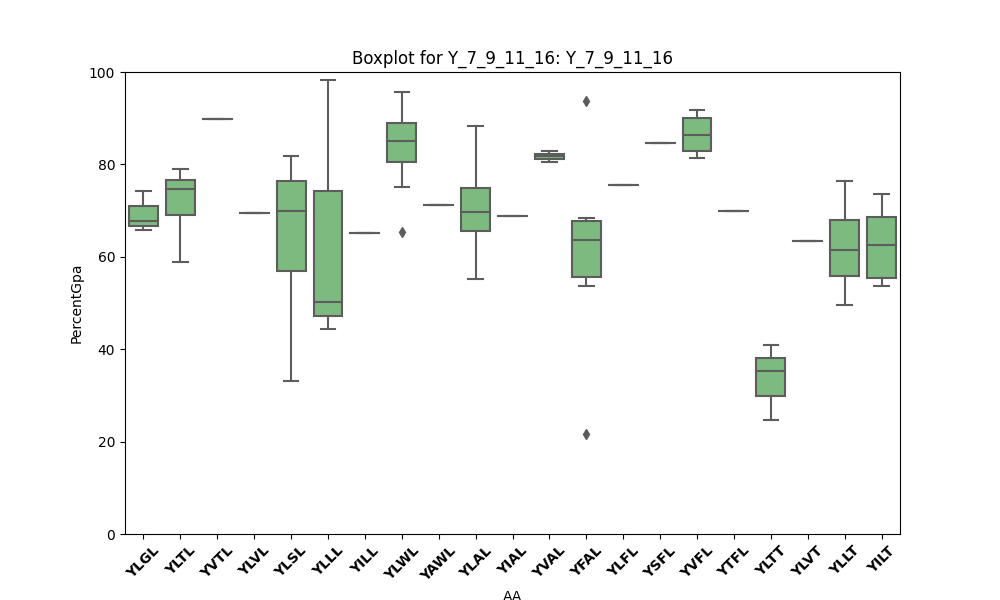 Boxplot for Y_7_9_11_16: Y_7_9_11_16
100
80
60
40
20
0
PercentGpa
YLGL YLTL YVTL YLVL YLSL YLLL YILL YLWL YAWL YLAL YIAL YVAL YFAL YLFL YSFL YVFL YTFL YLTT YLVT YLLT YILT
AA